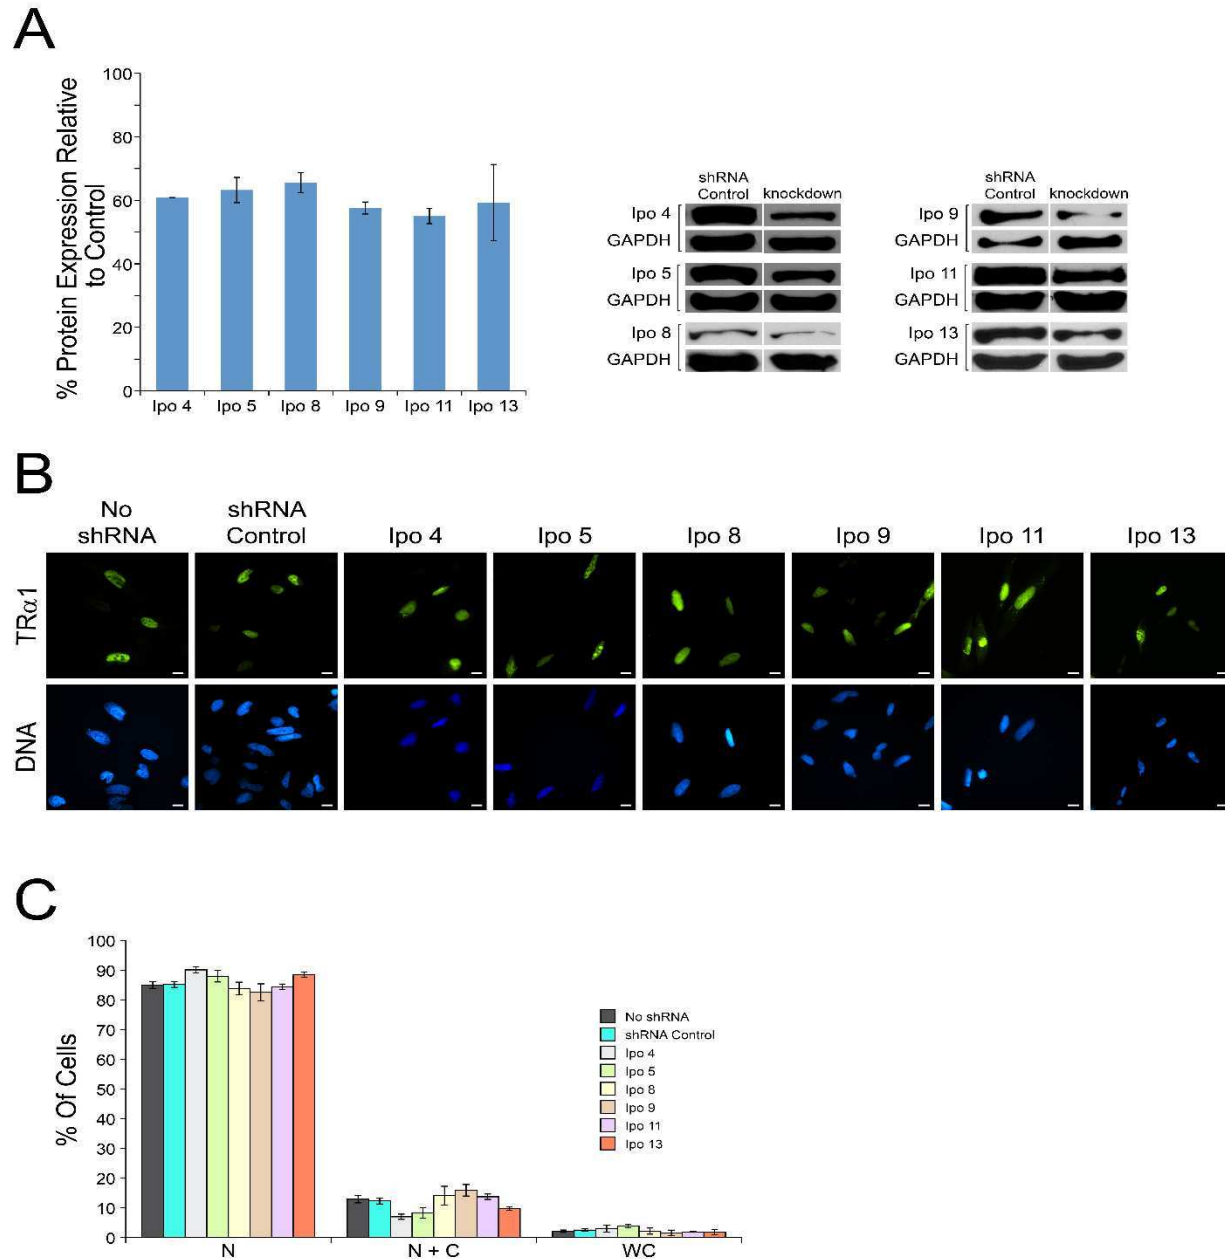 A
% Protein Expression Relative
to Control
100
80
60
40
20
0
Ipo 4 Ipo 5 Ipo 8 Ipo 9 Ipo 11 Ipo 13
shRNA
Control knockdown
Ipo 4
GAPDH
Ipo 5
GAPDH
Ipo 8
GAPDH
shRNA
Control knockdown
Ipo 9
GAPDH
Ipo 11
GAPDH
Ipo 13
GAPDH
B
No
shRNA
shRNA
Control
Ipo 4
Ipo 5
Ipo 8
Ipo 9
Ipo 11
Ipo 13
TRα1
DNA
C
% Of Cells
100
90
80
70
60
50
40
30
20
10
0
N
N + C
WC
No shRNA
shRNA Control
Ipo 4
Ipo 5
Ipo 8
Ipo 9
Ipo 11
Ipo 13